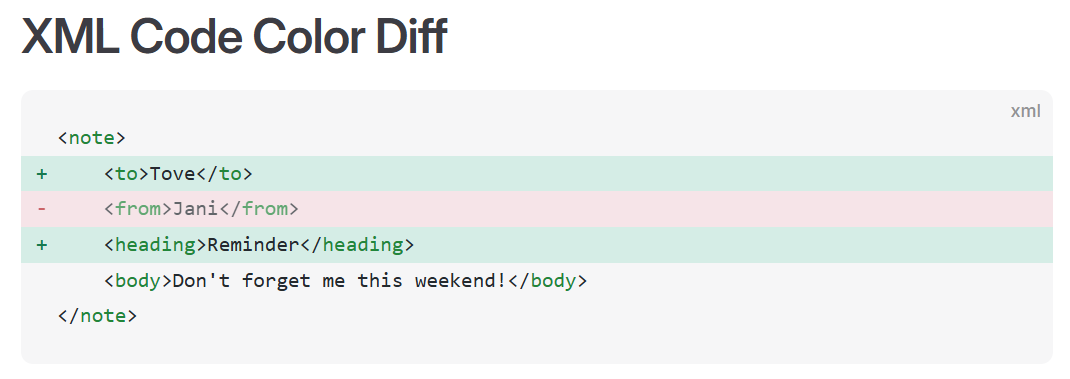 XML Code Color Diff
xml
<note>
+     <to>Tove</to>
-     <from>Jani</from>
+     <heading>Reminder</heading>
    <body>Don't forget me this weekend!</body>
</note>